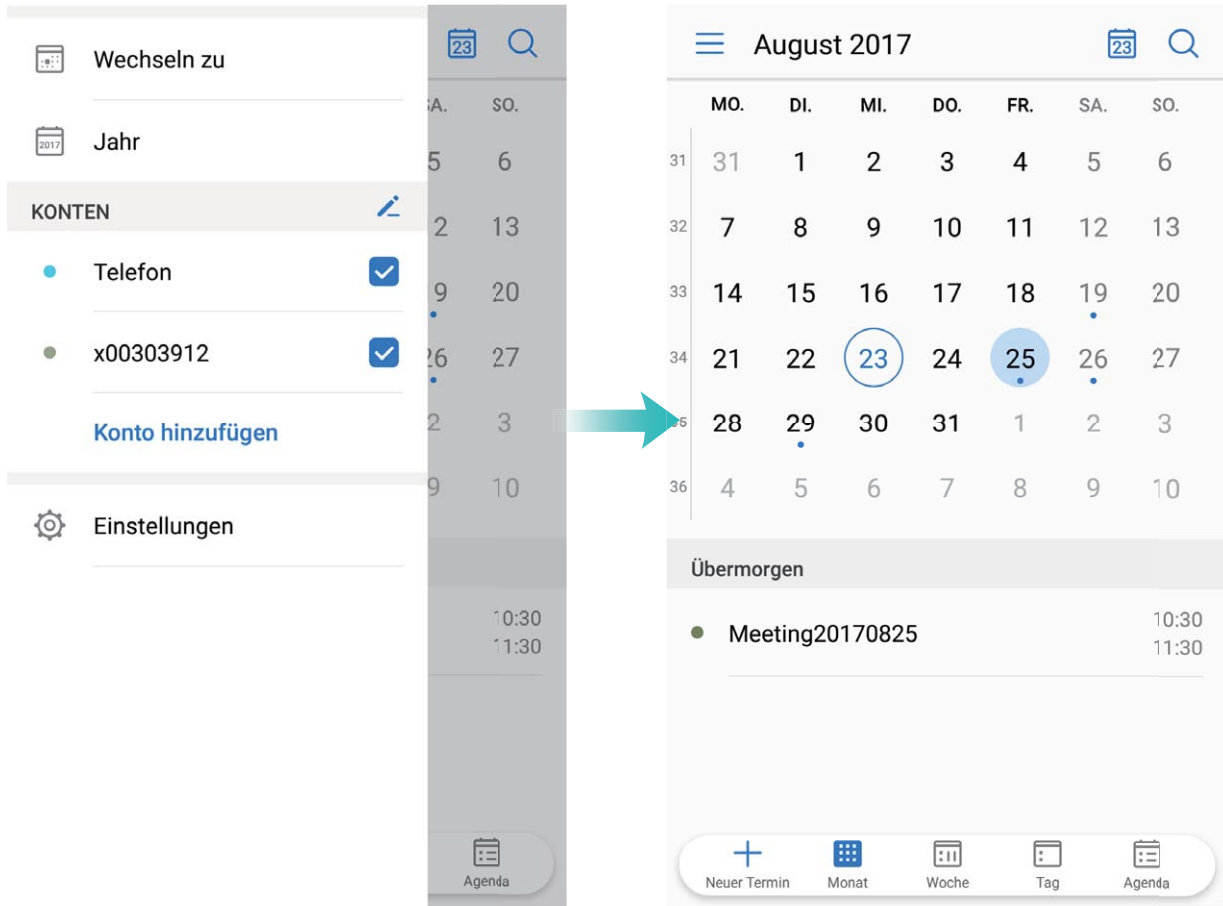 Wechseln zu
2017
Jahr
KONTEN
Telefon
x00303912
Konto hinzufügen
Einstellungen
23
SA. SO.
5 6
2 13
9 20
26 27
2 3
9 10
10:30
11:30
Agenda
August 2017
23
MO. DI. MI. DO. FR. SA. SO.
31 31 1 2 3 4 5 6
32 7 8 9 10 11 12 13
33 14 15 16 17 18 19 20
34 21 22 23 24 25 26 27
35 28 29 30 31 1 2 3
36 4 5 6 7 8 9 10
Übermorgen
Meeting20170825
10:30
11:30
Neuer Termin Monat Woche Tag Agenda